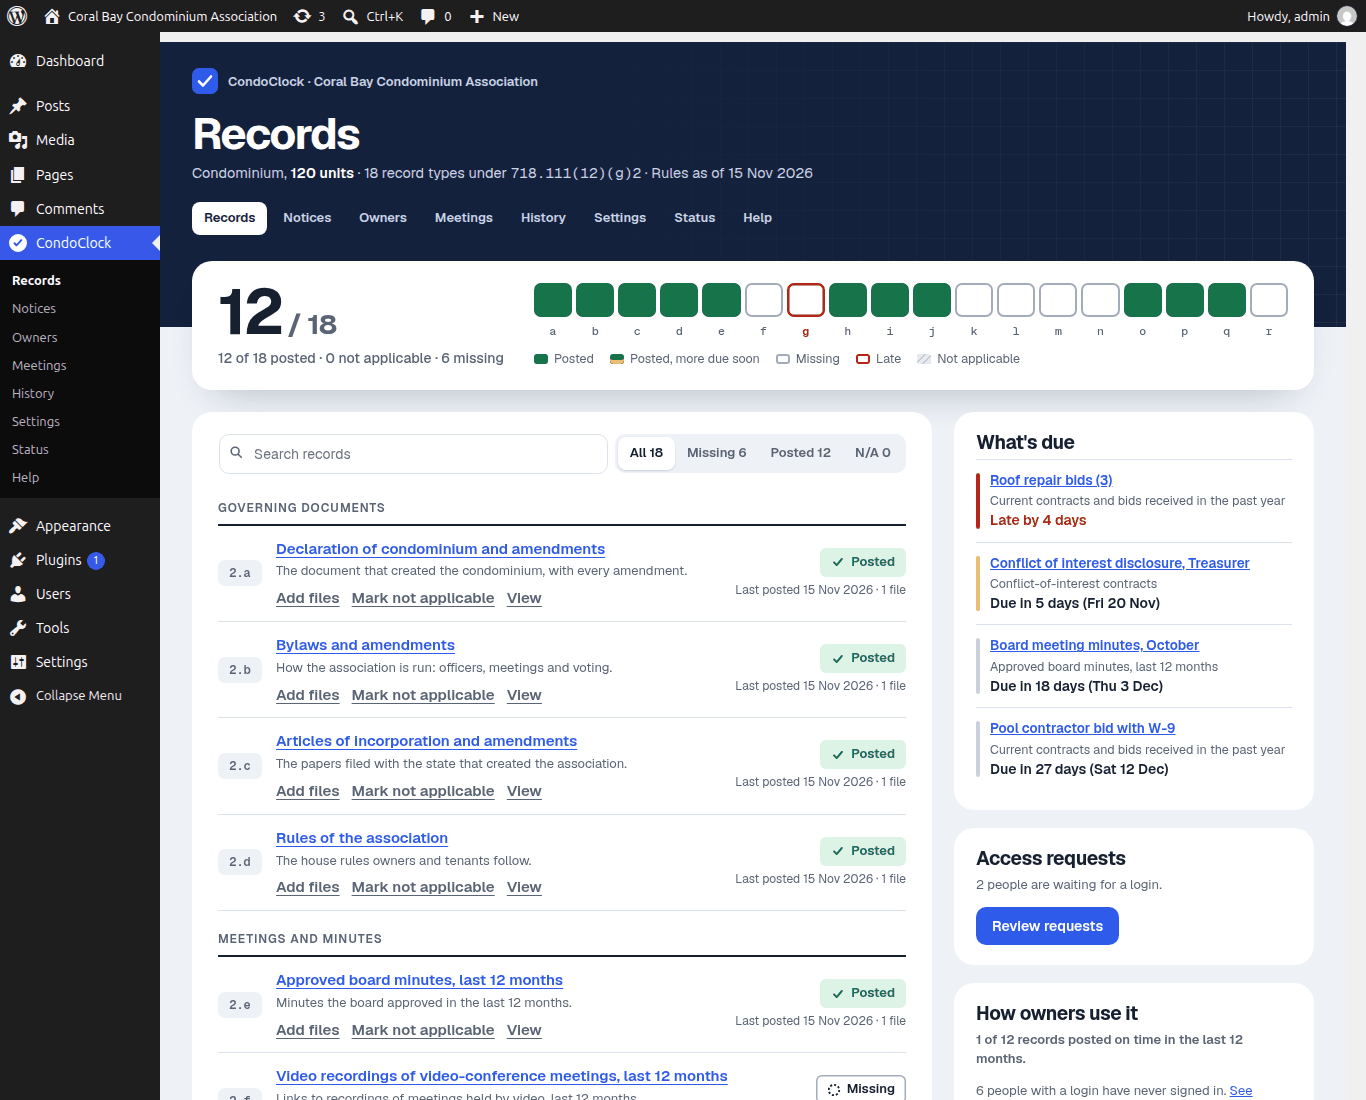 Coral Bay Condominium Association 3 Ctrl+K 0 New Howdy, admin
Dashboard
Posts
Media
Pages
Comments
CondoClock
Records
Notices
Owners
Meetings
History
Settings
Status
Help
Appearance
Plugins 1
Users
Tools
Settings
Collapse Menu
CondoClock · Coral Bay Condominium Association
Records
Condominium, 120 units · 18 record types under 718.111(12)(g)2 · Rules as of 15 Nov 2026
Records Notices Owners Meetings History Settings Status Help
12 / 18
12 of 18 posted · 0 not applicable · 6 missing
a b c d e f g h i j k l m n o p q r
Posted Posted, more due soon Missing Late Not applicable
Search records
All 18 Missing 6 Posted 12 N/A 0
GOVERNING DOCUMENTS
2.a
Declaration of condominium and amendments
The document that created the condominium, with every amendment.
Add files Mark not applicable View
Posted
Last posted 15 Nov 2026 · 1 file
2.b
Bylaws and amendments
How the association is run: officers, meetings and voting.
Add files Mark not applicable View
Posted
Last posted 15 Nov 2026 · 1 file
2.c
Articles of incorporation and amendments
The papers filed with the state that created the association.
Add files Mark not applicable View
Posted
Last posted 15 Nov 2026 · 1 file
2.d
Rules of the association
The house rules owners and tenants follow.
Add files Mark not applicable View
Posted
Last posted 15 Nov 2026 · 1 file
MEETINGS AND MINUTES
2.e
Approved board minutes, last 12 months
Minutes the board approved in the last 12 months.
Add files Mark not applicable View
Posted
Last posted 15 Nov 2026 · 1 file
2.f
Video recordings of video-conference meetings, last 12 months
Links to recordings of meetings held by video, last 12 months.
Missing
What's due
Roof repair bids (3)
Current contracts and bids received in the past year
Late by 4 days
Conflict of interest disclosure, Treasurer
Conflict-of-interest contracts
Due in 5 days (Fri 20 Nov)
Board meeting minutes, October
Approved board minutes, last 12 months
Due in 18 days (Thu 3 Dec)
Pool contractor bid with W-9
Current contracts and bids received in the past year
Due in 27 days (Sat 12 Dec)
Access requests
2 people are waiting for a login.
Review requests
How owners use it
1 of 12 records posted on time in the last 12
months.
6 people with a login have never signed in. See